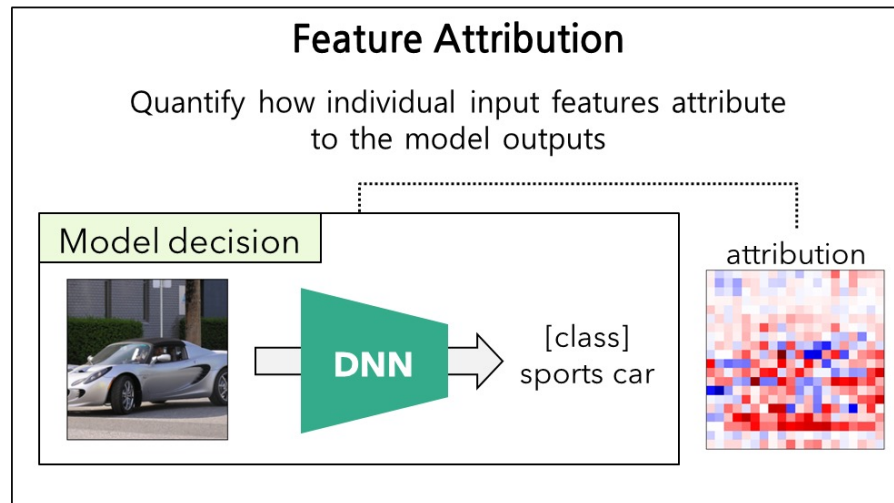 Feature Attribution
Quantify how individual input features attribute
to the model outputs
Model decision
DNN
[class]
sports car
attribution